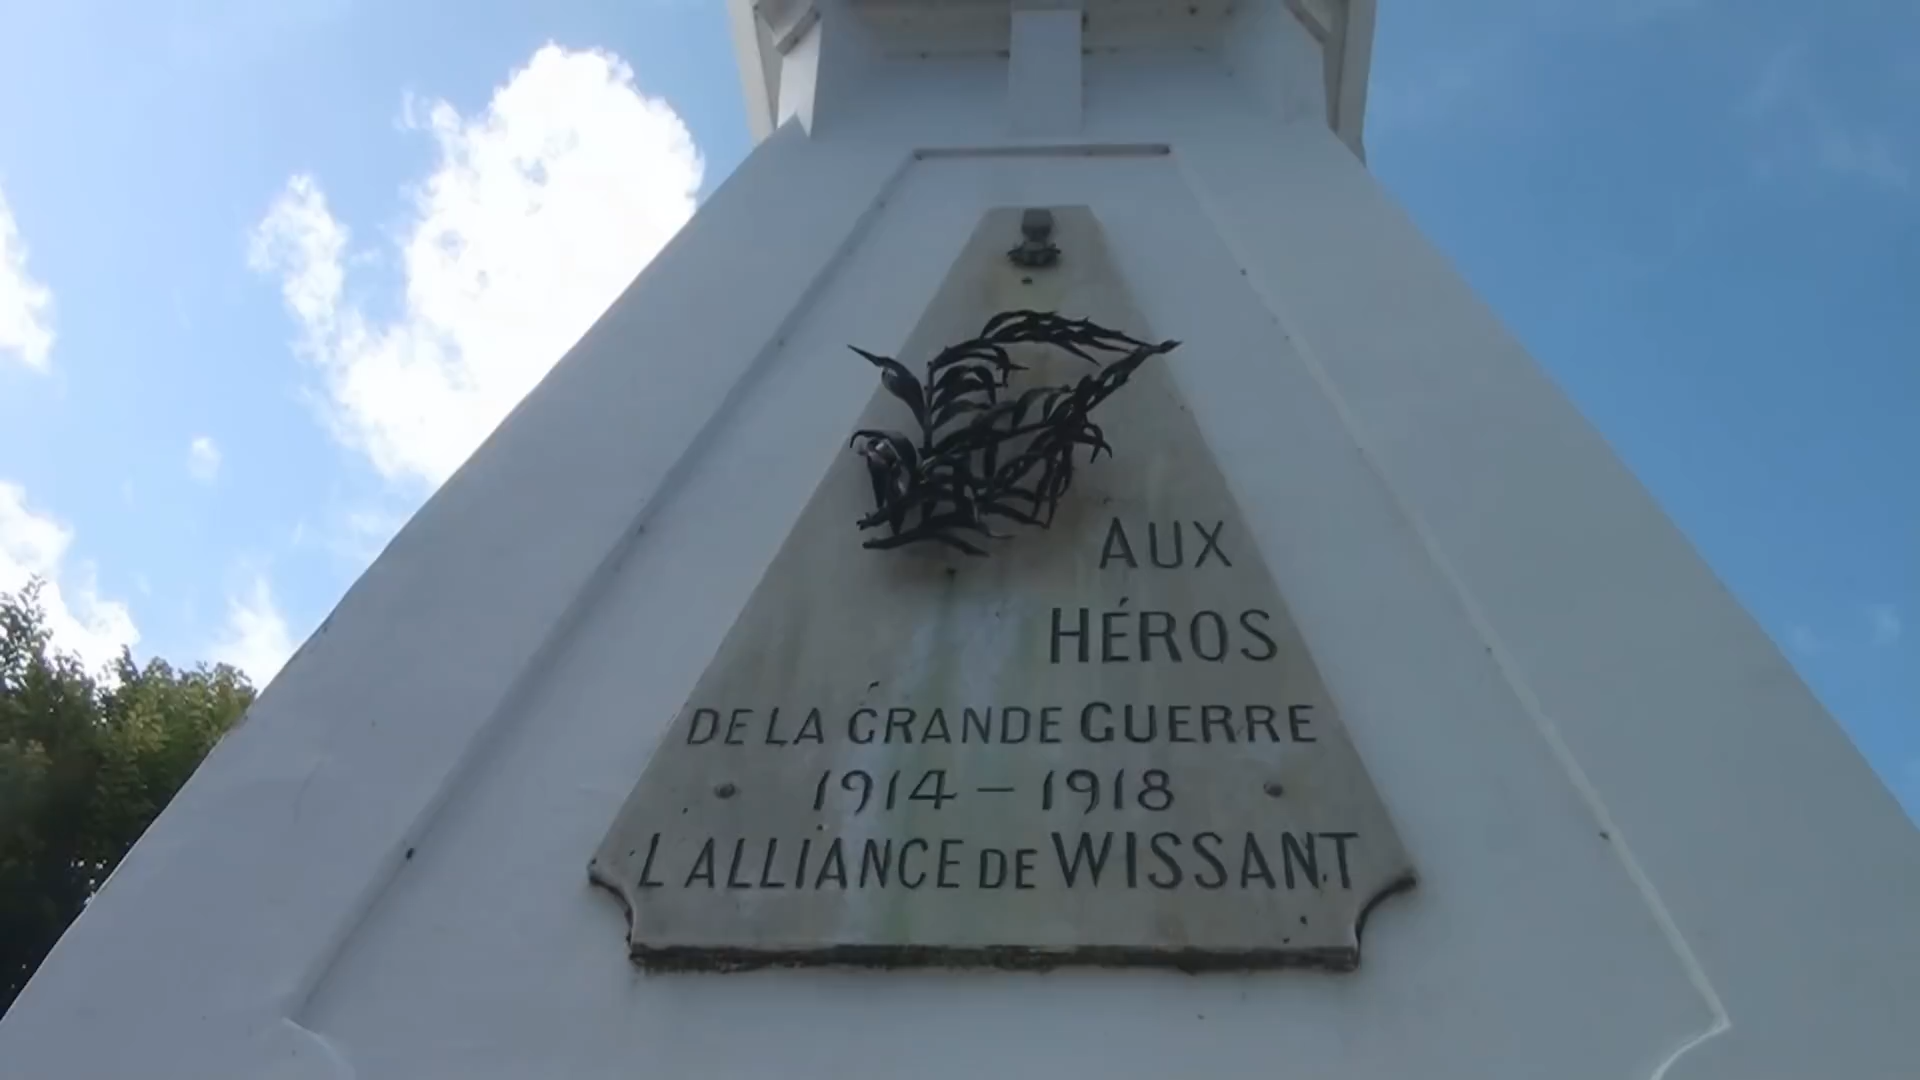 AUX
HÉROS
DE LA GRANDE GUERRE
1914 – 1918
L'ALLIANCE DE WISSANT